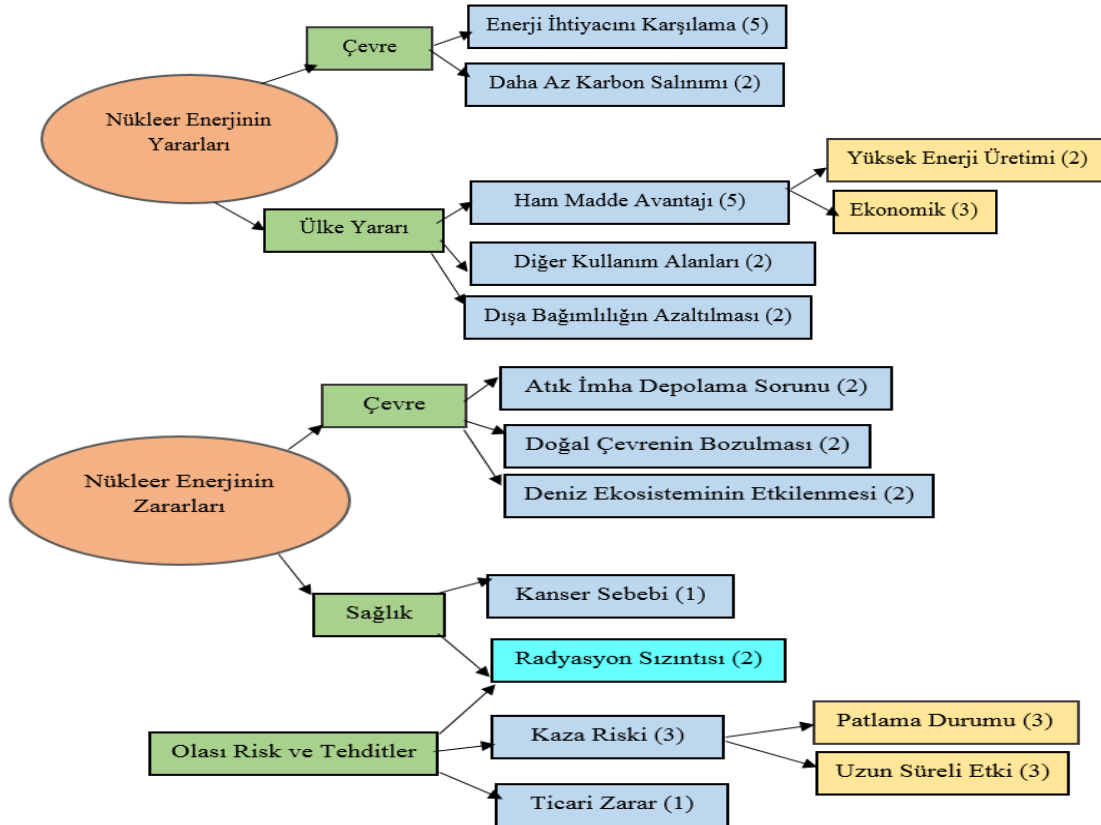 Enerji İhtiyacını Karşılama (5)
Çevre
Daha Az Karbon Salınımı (2)
Nükleer Enerjinin
Yararları
Yüksek Enerji Üretimi (2)
Ham Madde Avantajı (5)
Ekonomik (3)
Ülke Yararı
Diğer Kullanım Alanları (2)
Dışa Bağımlılığın Azaltılması (2)
Atık İmha Depolama Sorunu (2)
Çevre
Doğal Çevrenin Bozulması (2)
Nükleer Enerjinin
Zararları
Deniz Ekosisteminin Etkilenmesi (2)
Kanser Sebebi (1)
Sağlık
Radyasyon Sızıntısı (2)
Patlama Durumu (3)
Kaza Riski (3)
Olası Risk ve Tehditler
Uzun Süreli Etki (3)
Ticari Zarar (1)